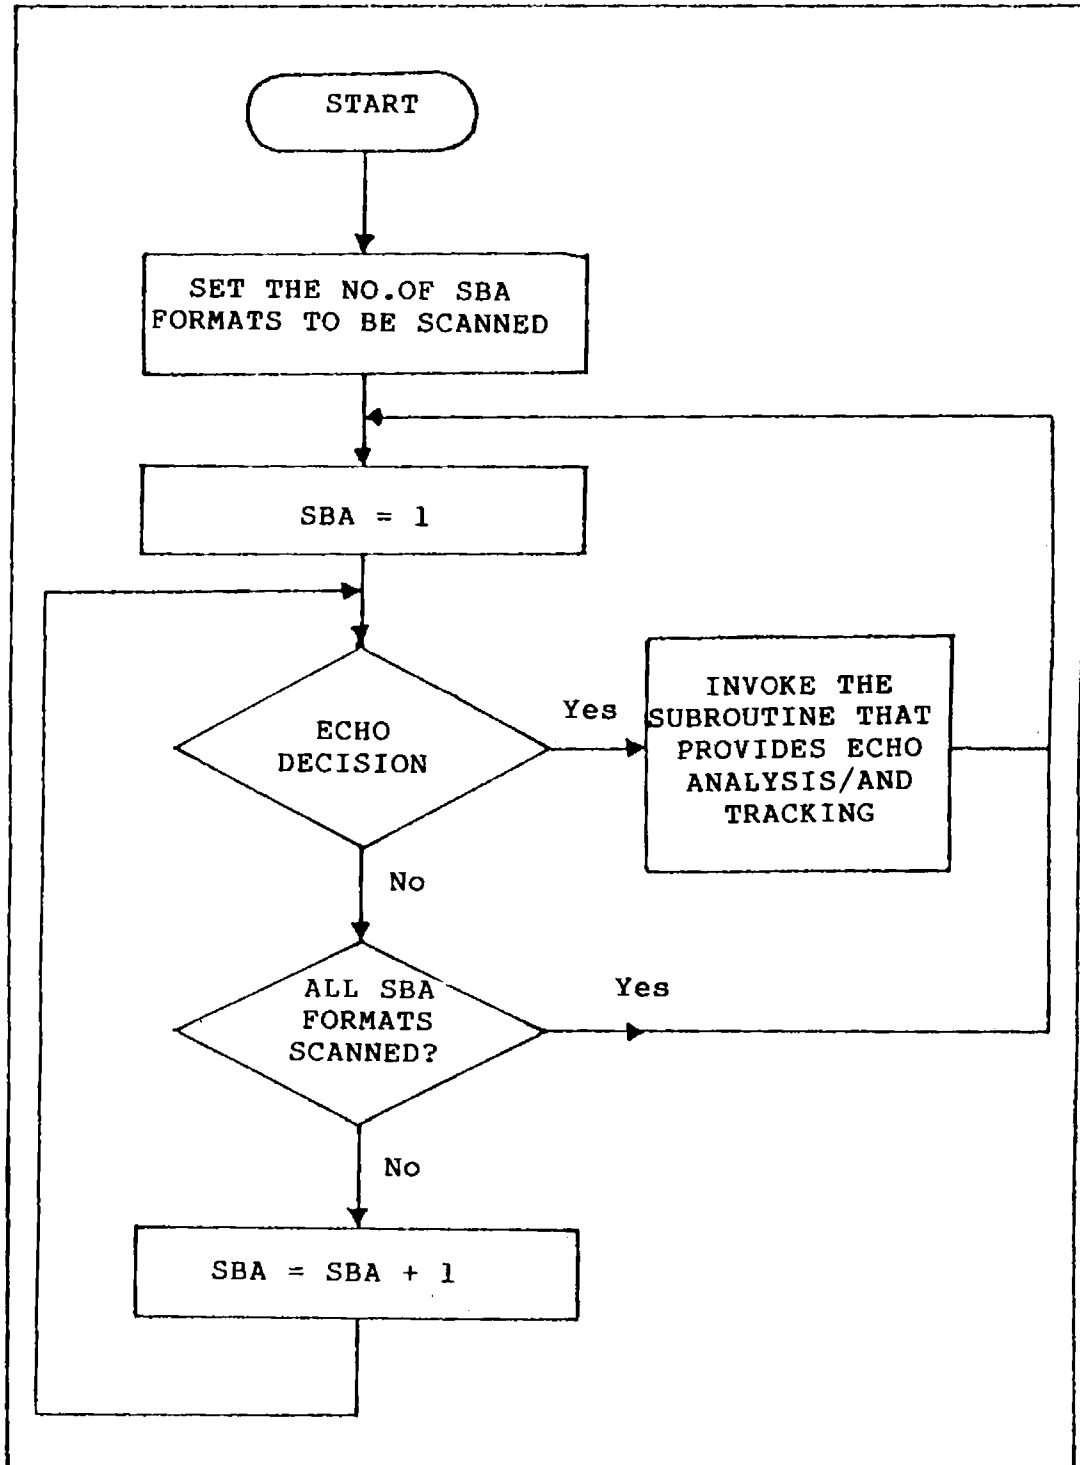 START
SET THE NO.OF SBA
FORMATS TO BE SCANNED
SBA = 1
ECHO
DECISION
Yes
INVOKE THE
SUBROUTINE THAT
PROVIDES ECHO
ANALYSIS/AND
TRACKING
No
ALL SBA
FORMATS
SCANNED?
Yes
No
SBA = SBA + 1